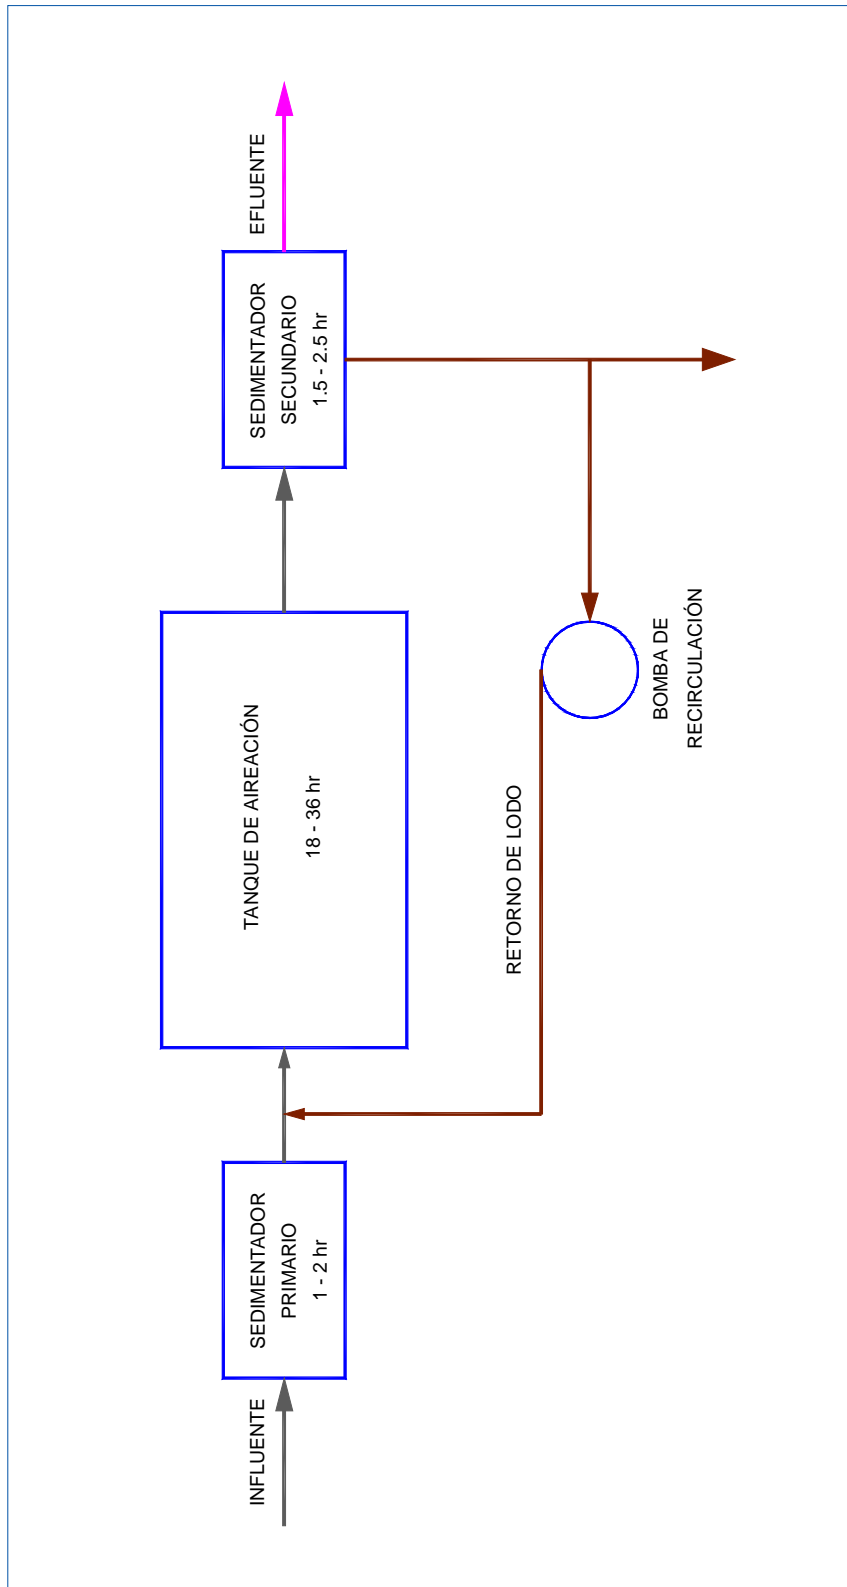 INFLUENTE
SEDIMENTADOR
PRIMARIO
1 - 2 hr
TANQUE DE AIREACIÓN
18 - 36 hr
SEDIMENTADOR
SECUNDARIO
1.5 - 2.5 hr
EFLUENTE
RETORNO DE LODO
BOMBA DE
RECIRCULACIÓN